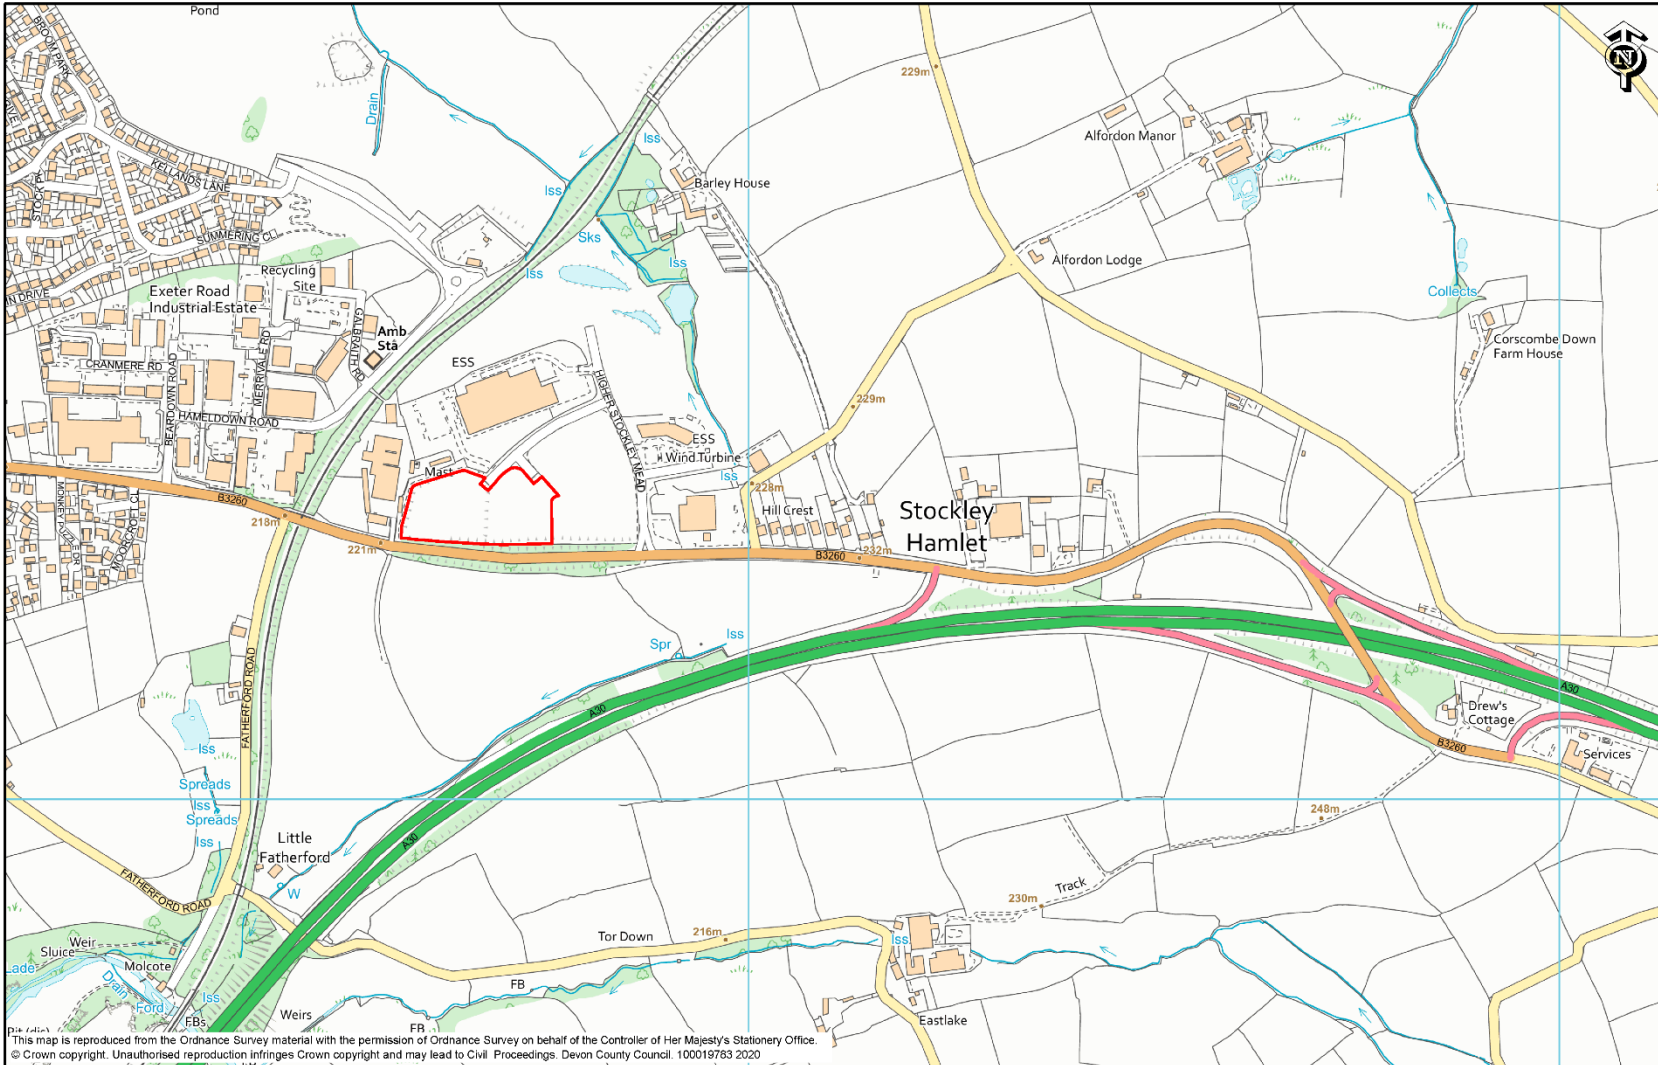 Pond
BROOM PARK
229m
N
Drain
Iss
Alfordon Manor
KELLANDS LANE
Barley House
Iss
SUMMERING CL
Sks
Iss
Alfordon Lodge
Recycling
Site
Iss
Exeter Road
Industrial Estate
Collects
Amb
Sta
GALBRAITH RD
Corscombe Down
Farm House
CRANMERE RD
MERRIVALE RD
BEARDOWN ROAD
ESS
HIGHER STOCKLEY MEAD
229m
HAMELDOWN ROAD
ESS
Wind Turbine
Mast
Iss
228m
B3260
MONKEY PUZZLE DR
MOORCROFT CL
218m
Hill Crest
Stockley
Hamlet
221m
B3260
232m
Spr
Iss
FATHERFORD ROAD
A30
A30
Drew's
Cottage
B3260
Services
Iss
Spreads
Iss
Spreads
Iss
248m
Little
Fatherford
A30
W
FATHERFORD ROAD
Track
230m
Tor Down
216m
Iss
Weir
Sluice
Molcote
Lade
Drain
Ford
Iss
FBs
FB
Weirs
FB
Eastlake
This map is reproduced from the Ordnance Survey material with the permission of Ordnance Survey on behalf of the Controller of Her Majesty's Stationery Office.
© Crown copyright. Unauthorised reproduction infringes Crown copyright and may lead to Civil Proceedings. Devon County Council. 100019783 2020